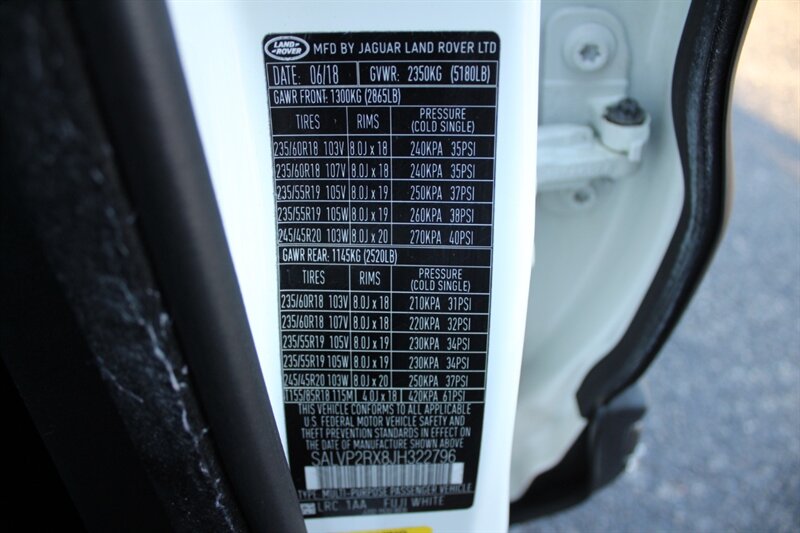 LAND ROVER MFD BY JAGUAR LAND ROVER LTD
DATE: 06/18 GVWR: 2350KG (5180LB)
GAWR FRONT: 1300KG (2865LB)
TIRES RIMS PRESSURE (COLD SINGLE)
235/60R18 103V 8.0J x 18 240KPA 35PSI
235/60R18 107V 8.0J x 18 240KPA 35PSI
235/55R19 105V 8.0J x 19 250KPA 37PSI
235/55R19 105W 8.0J x 19 260KPA 38PSI
245/45R20 103W 8.0J x 20 270KPA 40PSI
GAWR REAR: 1145KG (2520LB)
TIRES RIMS PRESSURE (COLD SINGLE)
235/60R18 103V 8.0J x 18 210KPA 31PSI
235/60R18 107V 8.0J x 18 220KPA 32PSI
235/55R19 105V 8.0J x 19 230KPA 34PSI
235/55R19 105W 8.0J x 19 230KPA 34PSI
245/45R20 103W 8.0J x 20 250KPA 37PSI
T155/85R18 115M 4.0J x 18 420KPA 61PSI
THIS VEHICLE CONFORMS TO ALL APPLICABLE
U.S. FEDERAL MOTOR VEHICLE SAFETY AND
THEFT PREVENTION STANDARDS IN EFFECT ON
THE DATE OF MANUFACTURE SHOWN ABOVE.
SALVP2RX8JH322796
TYPE: MULTI-PURPOSE PASSENGER VEHICLE
LRC 1AA FUJI WHITE